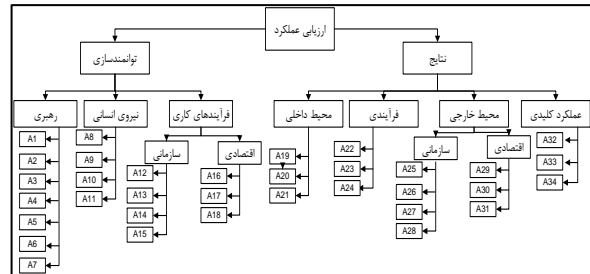 ارزیابی عملکرد
توانمندسازی
نتایج
رهبری
نیروی انسانی
فرآیندهای کاری
محیط داخلی
فرآیندی
محیط خارجی
عملکرد کلیدی
سازمانی
اقتصادی
سازمانی
اقتصادی
A1
A2
A3
A4
A5
A6
A7
A8
A9
A10
A11
A12
A13
A14
A15
A16
A17
A18
A19
A20
A21
A22
A23
A24
A25
A26
A27
A28
A29
A30
A31
A32
A33
A34